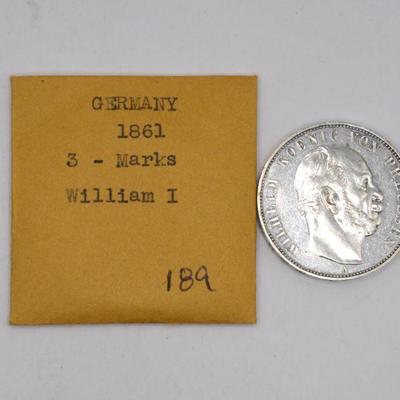 GERMANY
1861
3 - Marks
William I
189
WILHELM KOENIG VON PREUSSEN
A